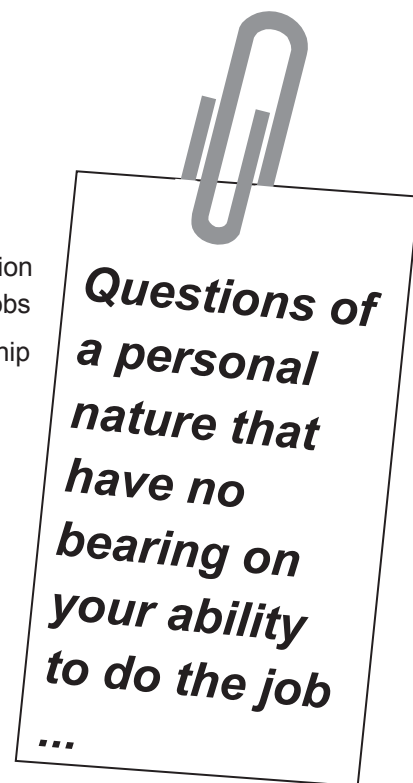 Questions of
a personal
nature that
have no
bearing on
your ability
to do the job
...